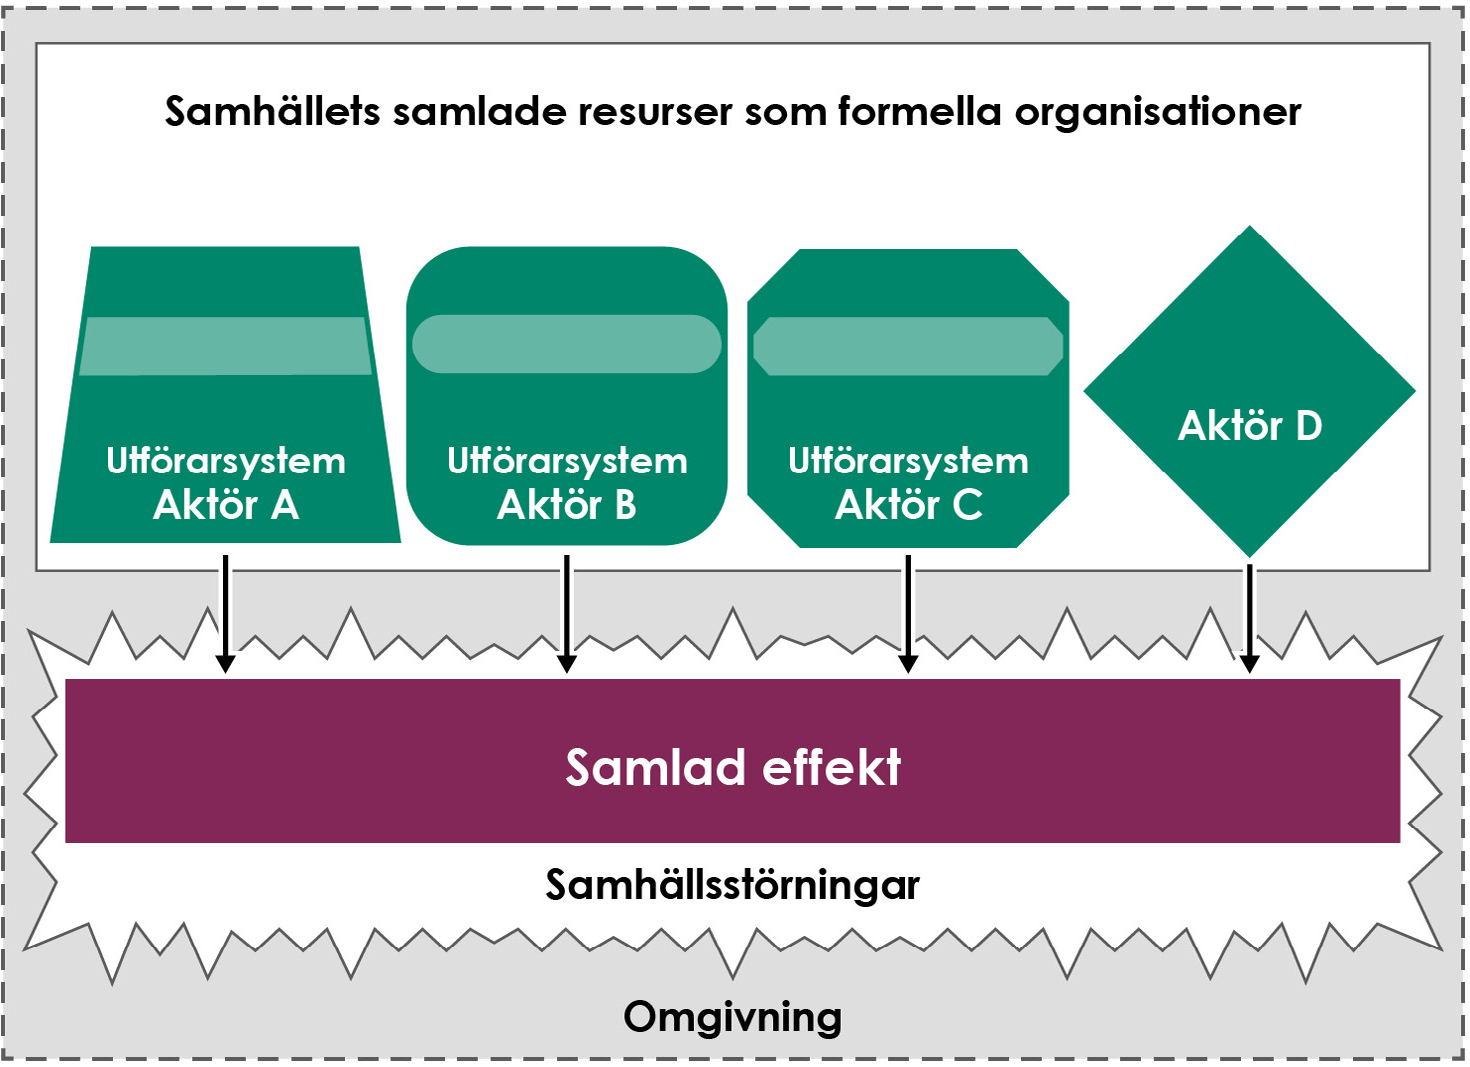 Samhällets samlade resurser som formella organisationer
Utförarsystem
Aktör A
Utförarsystem
Aktör B
Utförarsystem
Aktör C
Aktör D
Samlad effekt
Samhällsstörningar
Omgivning